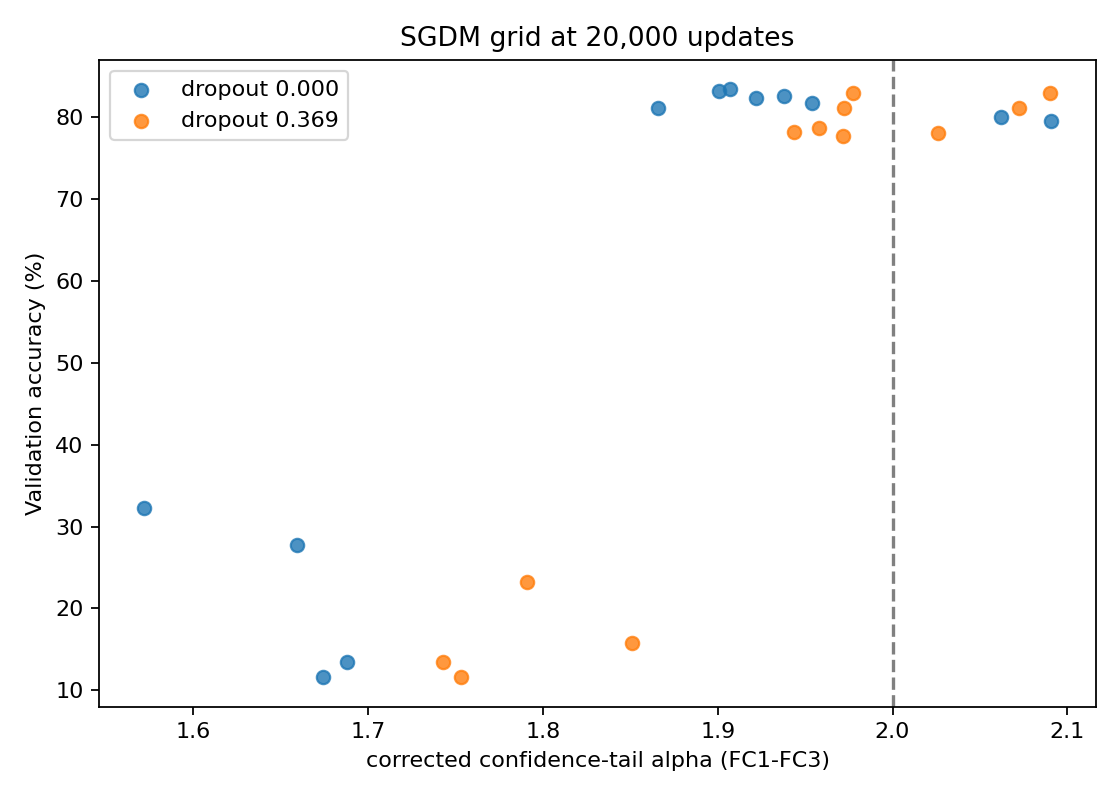 SGDM grid at 20,000 updates
dropout 0.000
dropout 0.369
Validation accuracy (%)
80
70
60
50
40
30
20
10
1.6 1.7 1.8 1.9 2.0 2.1
corrected confidence-tail alpha (FC1-FC3)